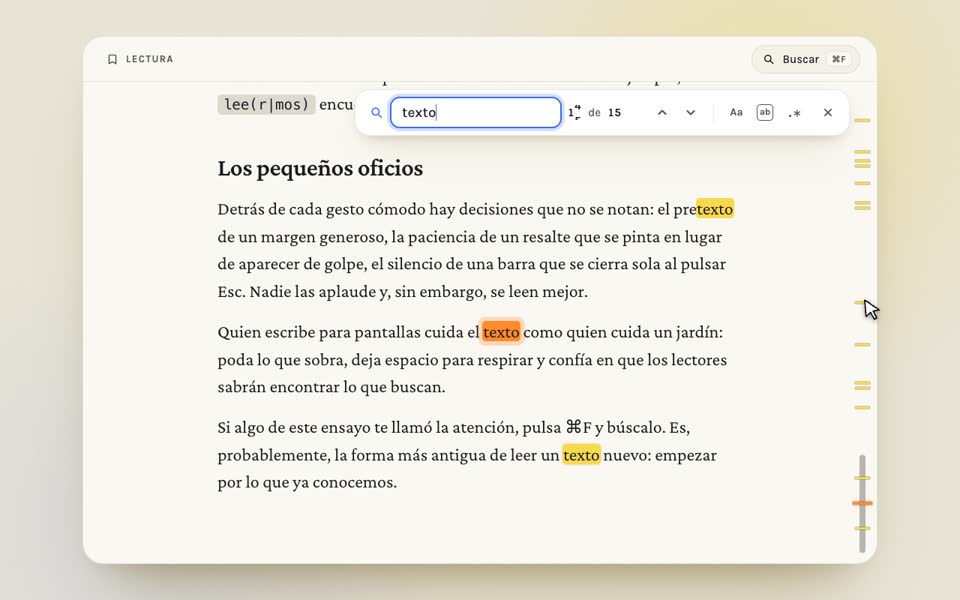 LECTURA
Buscar ⌘F
lee(r|mos)
texto
de 15
Aa
ab
.*
Los pequeños oficios
Detrás de cada gesto cómodo hay decisiones que no se notan: el pretexto
de un margen generoso, la paciencia de un resalte que se pinta en lugar
de aparecer de golpe, el silencio de una barra que se cierra sola al pulsar
Esc. Nadie las aplaude y, sin embargo, se leen mejor.
Quien escribe para pantallas cuida el texto como quien cuida un jardín:
poda lo que sobra, deja espacio para respirar y confía en que los lectores
sabrán encontrar lo que buscan.
Si algo de este ensayo te llamó la atención, pulsa ⌘F y búscalo. Es,
probablemente, la forma más antigua de leer un texto nuevo: empezar
por lo que ya conocemos.